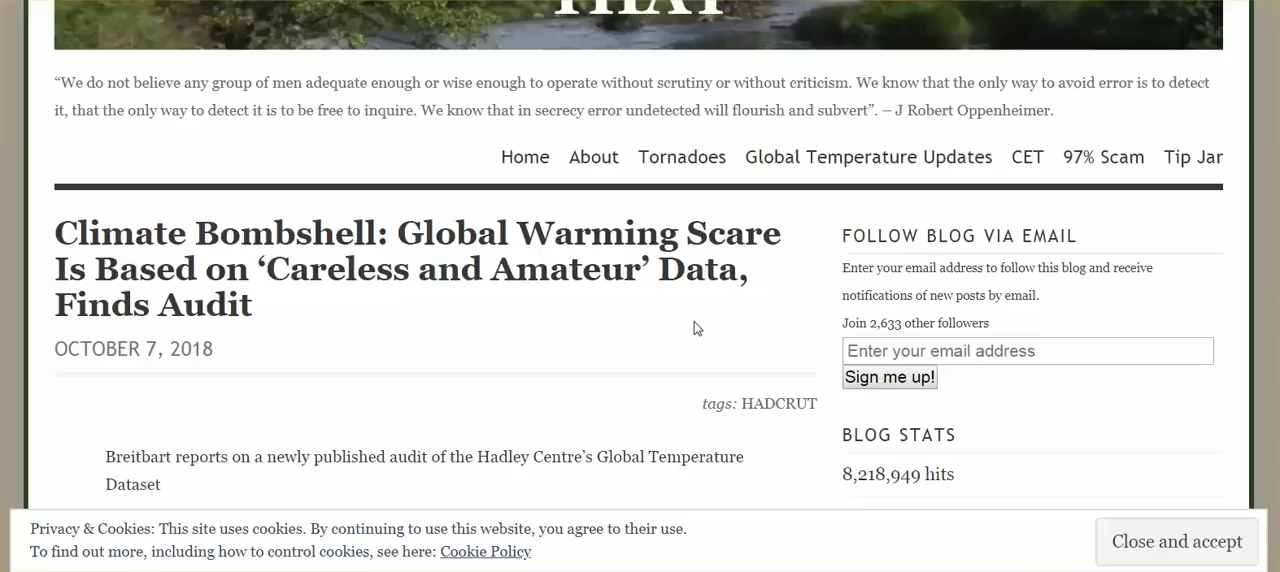 “We do not believe any group of men adequate enough or wise enough to operate without scrutiny or without criticism. We know that the only way to avoid error is to detect
it, that the only way to detect it is to be free to inquire. We know that in secrecy error undetected will flourish and subvert”. – J Robert Oppenheimer.
Home About Tornadoes Global Temperature Updates CET 97% Scam Tip Jar
Climate Bombshell: Global Warming Scare
Is Based on ‘Careless and Amateur’ Data,
Finds Audit
OCTOBER 7, 2018
tags: HADCRUT
Breitbart reports on a newly published audit of the Hadley Centre’s Global Temperature
Dataset
FOLLOW BLOG VIA EMAIL
Enter your email address to follow this blog and receive
notifications of new posts by email.
Join 2,633 other followers
Enter your email address
Sign me up!
BLOG STATS
8,218,949 hits
Privacy & Cookies: This site uses cookies. By continuing to use this website, you agree to their use.
To find out more, including how to control cookies, see here: Cookie Policy
Close and accept